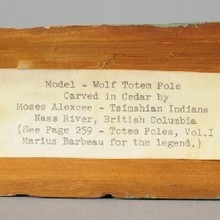 Model - Wolf Totem Pole
Carved in Cedar by
Moses Alexcee - Tsimshian Indians
Nass River, British Columbia
(See Page 259 - Totem Poles, Vol.I
Marius Barbeau for the legend.)